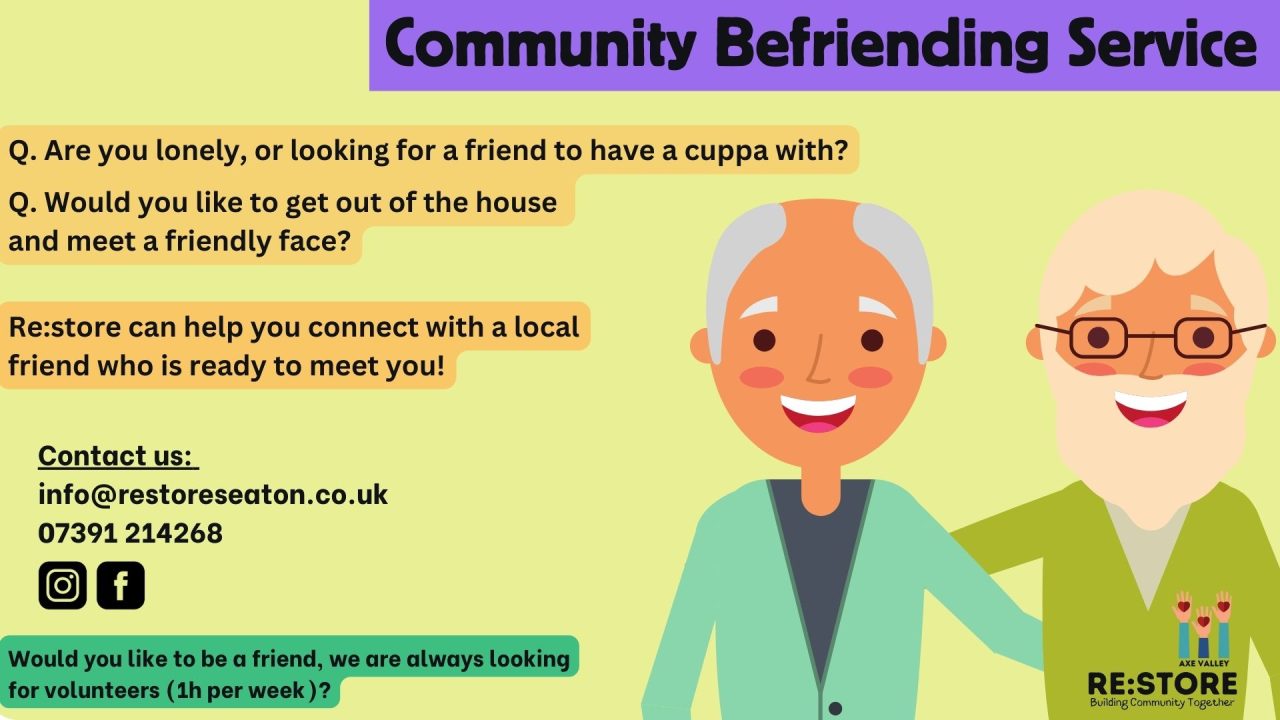 Community Befriending Service
Q. Are you lonely, or looking for a friend to have a cuppa with?
Q. Would you like to get out of the house
and meet a friendly face?
Re:store can help you connect with a local
friend who is ready to meet you!
Contact us:
info@restoreseaton.co.uk
07391 214268
Would you like to be a friend, we are always looking
for volunteers (1h per week)?
AXE VALLEY
RE:STORE
Building Community Together